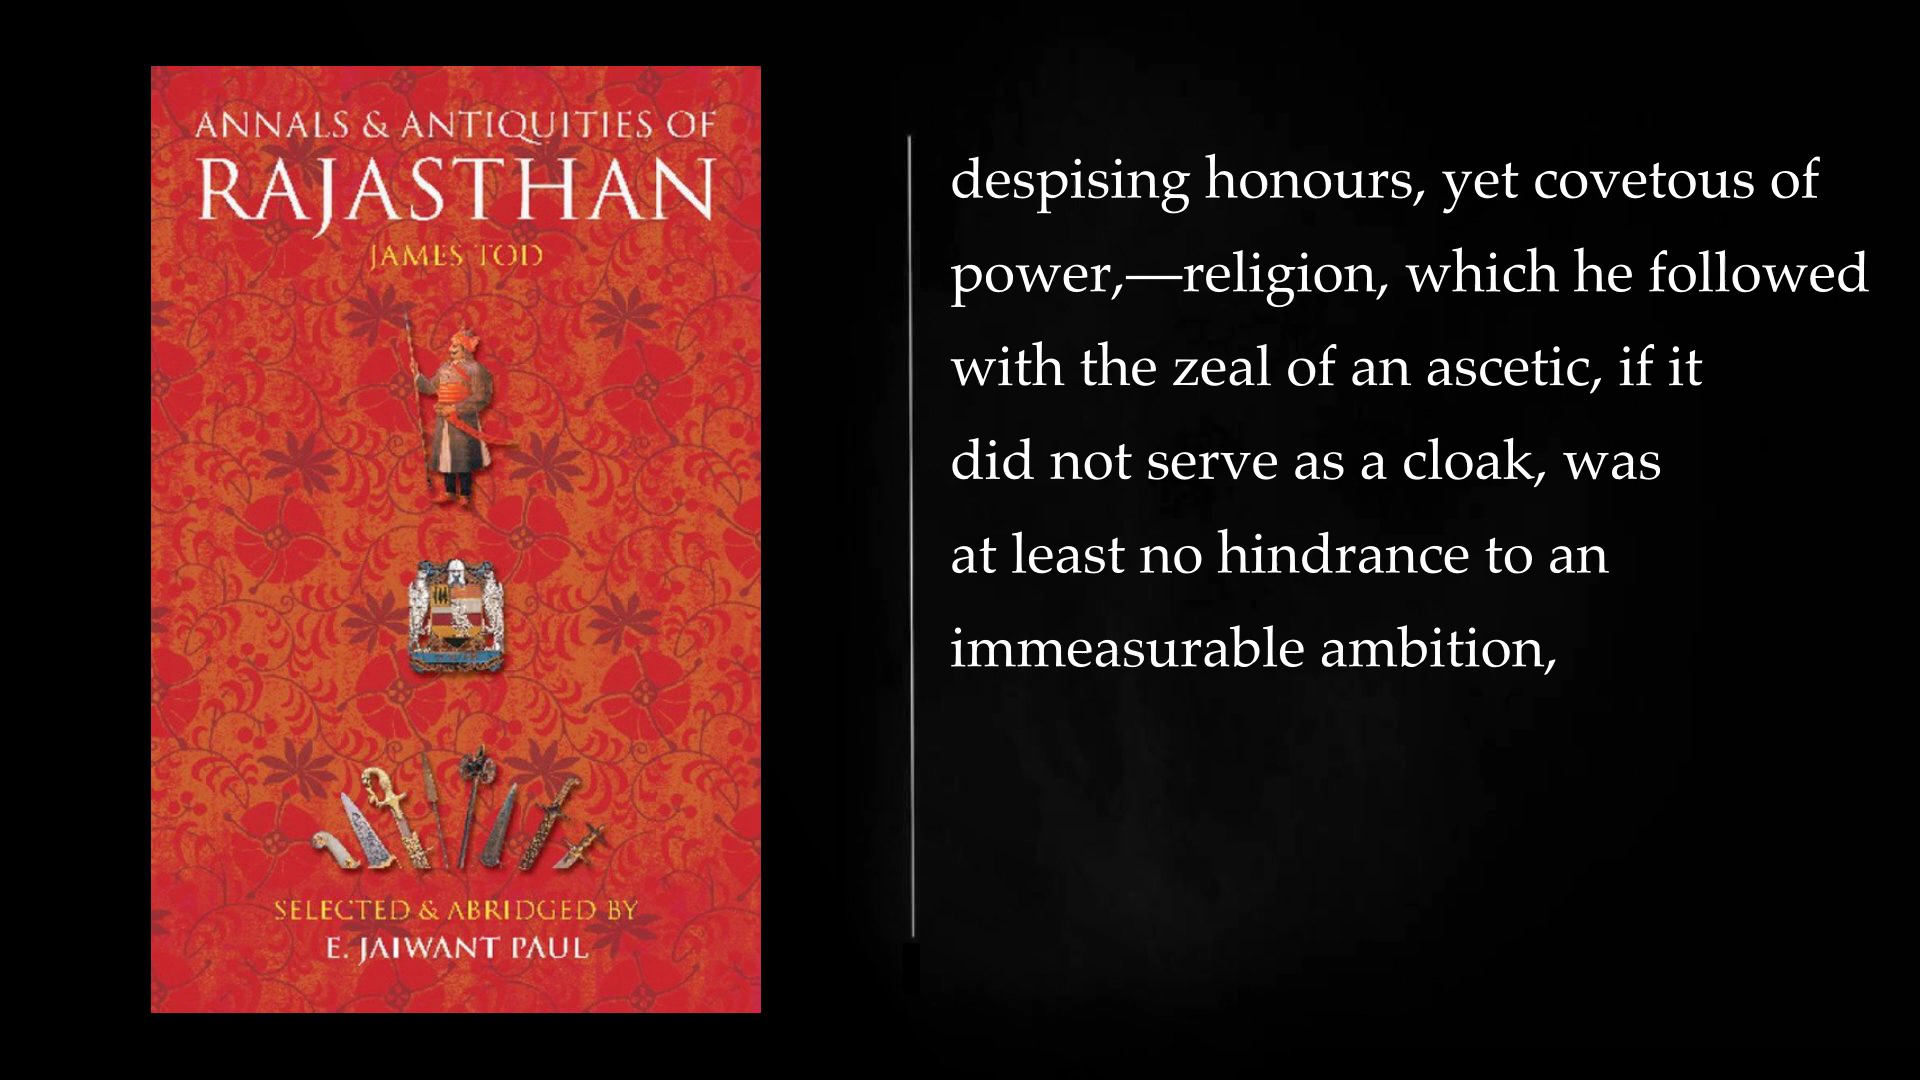 ANNALS & ANTIQUITIES OF
RAJASTHAN
JAMES TOD
SELECTED & ABRIDGED BY
E. JAIWANT PAUL
despising honours, yet covetous of
power,—religion, which he followed
with the zeal of an ascetic, if it
did not serve as a cloak, was
at least no hindrance to an
immeasurable ambition,